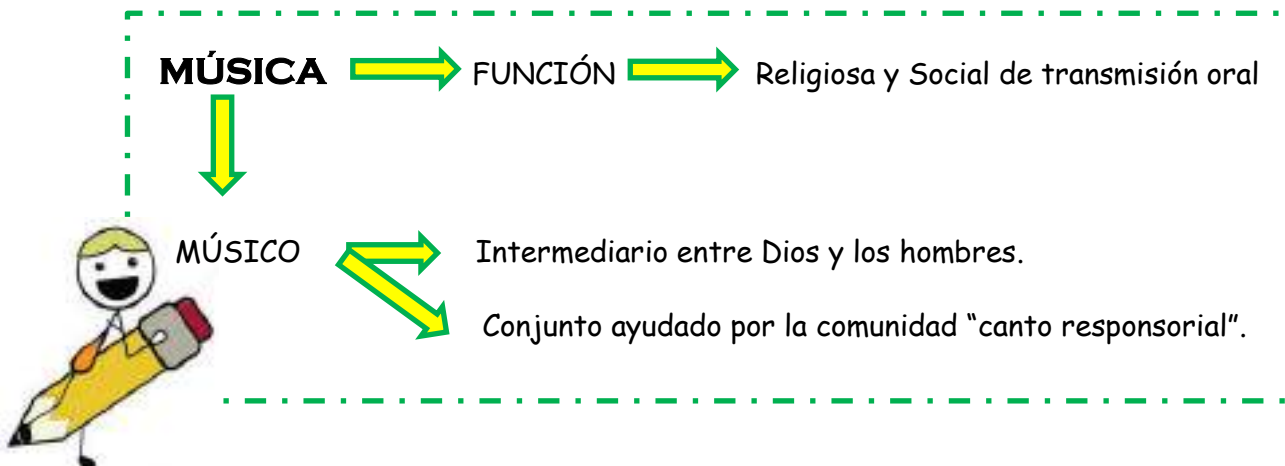 MÚSICA FUNCIÓN Religiosa y Social de transmisión oral
MÚSICO Intermediario entre Dios y los hombres.
Conjunto ayudado por la comunidad “canto responsorial”.